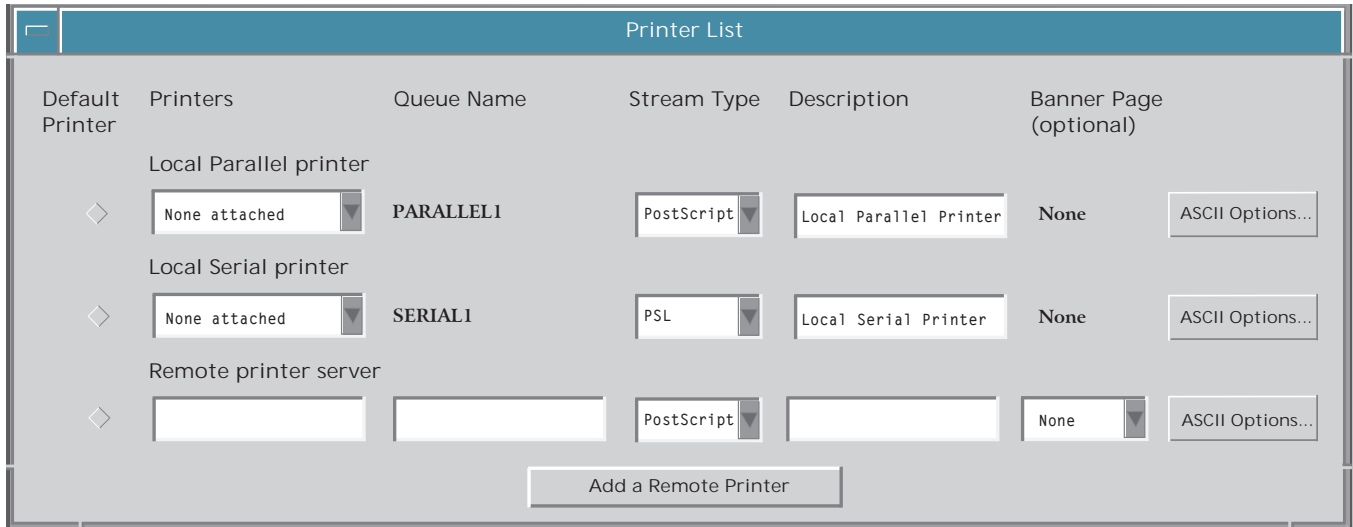 Printer List
Default Printers Queue Name Stream Type Description Banner Page
Printer (optional)
Local Parallel printer
None attached PARALLEL1 PostScript Local Parallel Printer None ASCII Options...
Local Serial printer
None attached SERIAL1 PSL Local Serial Printer None ASCII Options...
Remote printer server
PostScript None ASCII Options...
Add a Remote Printer